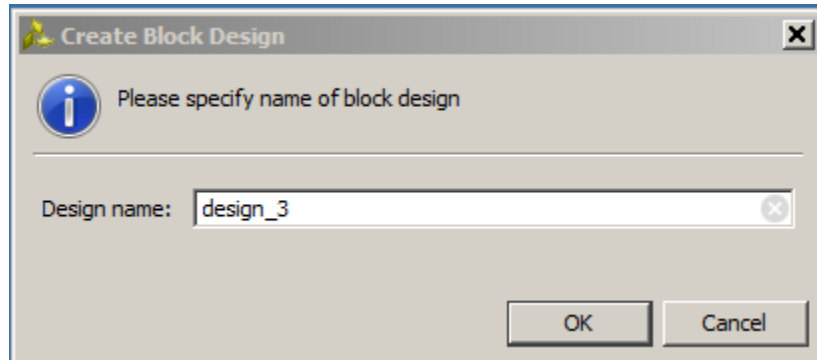 Create Block Design
Please specify name of block design
Design name: design_3
OK Cancel